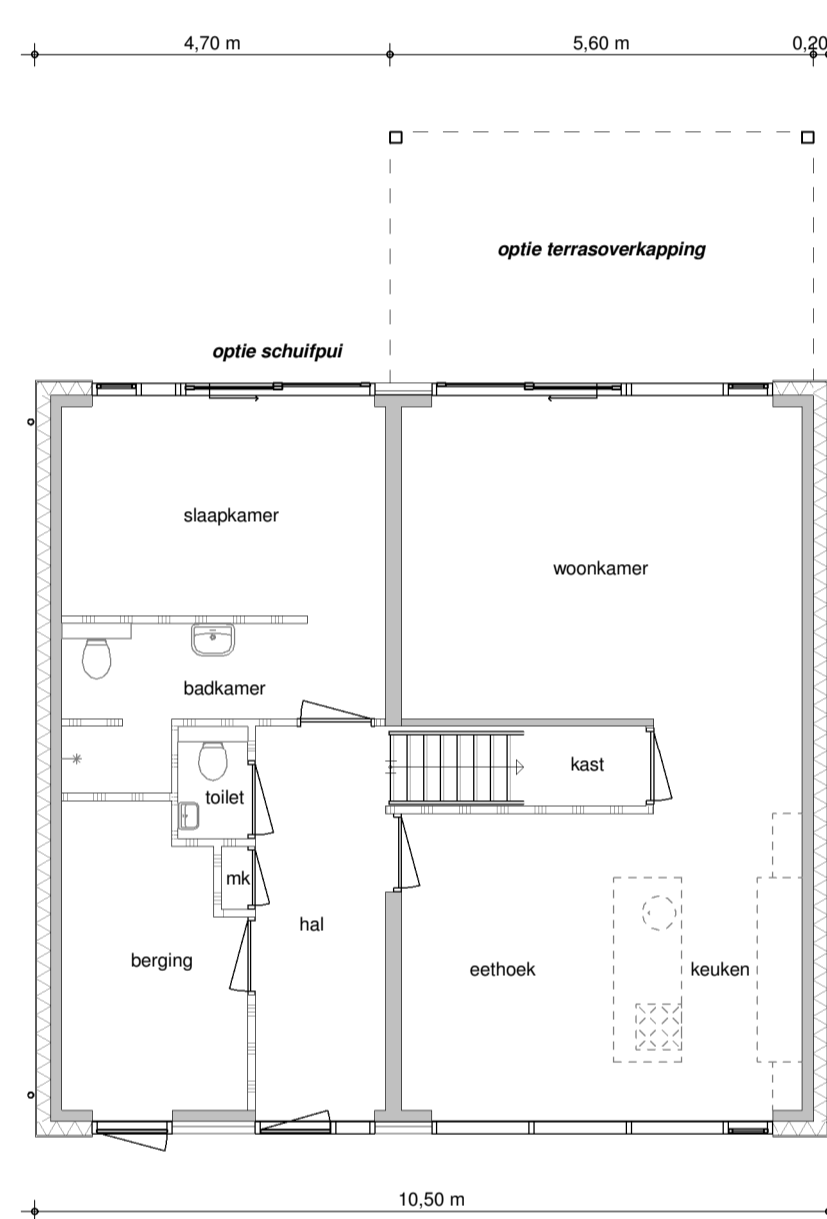 4,70 m 5,60 m 0,20
optie terrasoverkapping
optie schuifpui
slaapkamer
woonkamer
badkamer
kast
toilet
mk
hal
berging
eethoek keuken
10,50 m